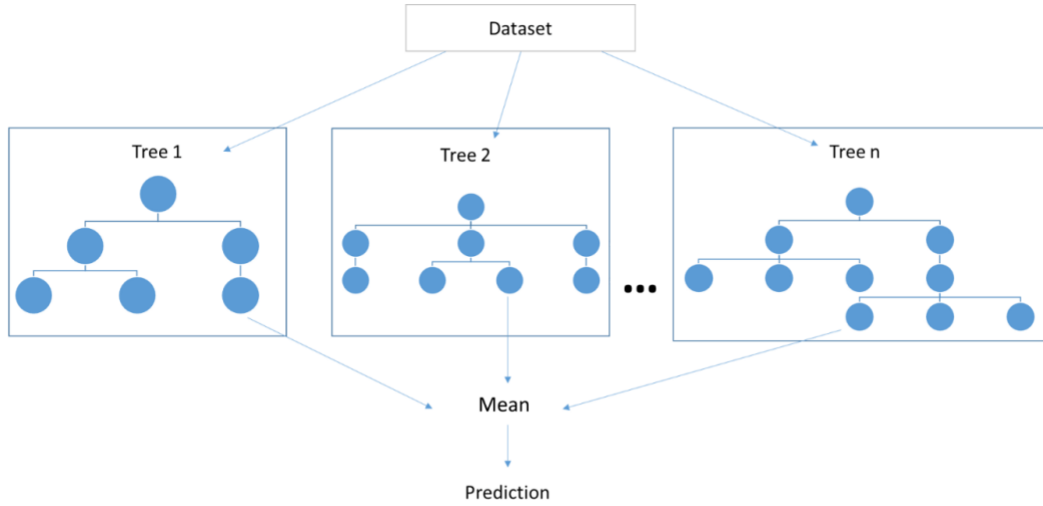 Dataset
Tree 1
Tree 2
Tree n
...
Mean
Prediction